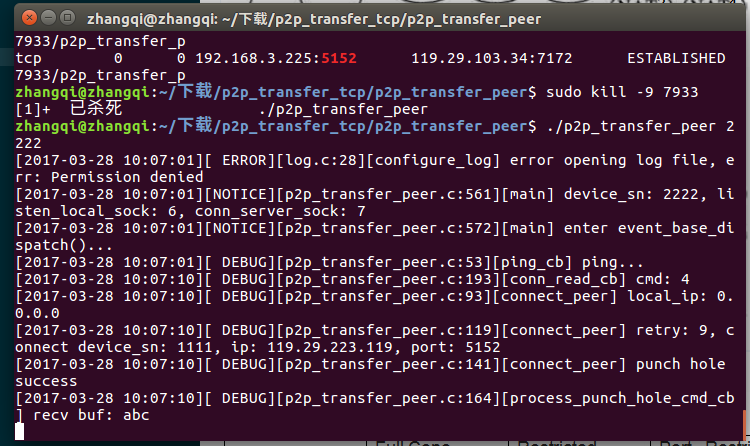 zhangqi@zhangqi: ~/下载/p2p_transfer_tcp/p2p_transfer_peer
7933/p2p_transfer_p
tcp 0 0 192.168.3.225:5152 119.29.103.34:7172 ESTABLISHED
7933/p2p_transfer_p
zhangqi@zhangqi:~/下载/p2p_transfer_tcp/p2p_transfer_peer$ sudo kill -9 7933
[1]+ 已杀死 ./p2p_transfer_peer
zhangqi@zhangqi:~/下载/p2p_transfer_tcp/p2p_transfer_peer$ ./p2p_transfer_peer 2
222
[2017-03-28 10:07:01][ ERROR][log.c:28][configure_log] error opening log file, e
rr: Permission denied
[2017-03-28 10:07:01][NOTICE][p2p_transfer_peer.c:561][main] device_sn: 2222, li
sten_local_sock: 6, conn_server_sock: 7
[2017-03-28 10:07:01][NOTICE][p2p_transfer_peer.c:572][main] enter event_base_di
spatch()...
[2017-03-28 10:07:01][ DEBUG][p2p_transfer_peer.c:53][ping_cb] ping...
[2017-03-28 10:07:10][ DEBUG][p2p_transfer_peer.c:193][conn_read_cb] cmd: 4
[2017-03-28 10:07:10][ DEBUG][p2p_transfer_peer.c:93][connect_peer] local_ip: 0.
0.0.0
[2017-03-28 10:07:10][ DEBUG][p2p_transfer_peer.c:119][connect_peer] retry: 9, c
onnect device_sn: 1111, ip: 119.29.223.119, port: 5152
[2017-03-28 10:07:10][ DEBUG][p2p_transfer_peer.c:141][connect_peer] punch hole
success
[2017-03-28 10:07:10][ DEBUG][p2p_transfer_peer.c:164][process_punch_hole_cmd_cb
] recv buf: abc